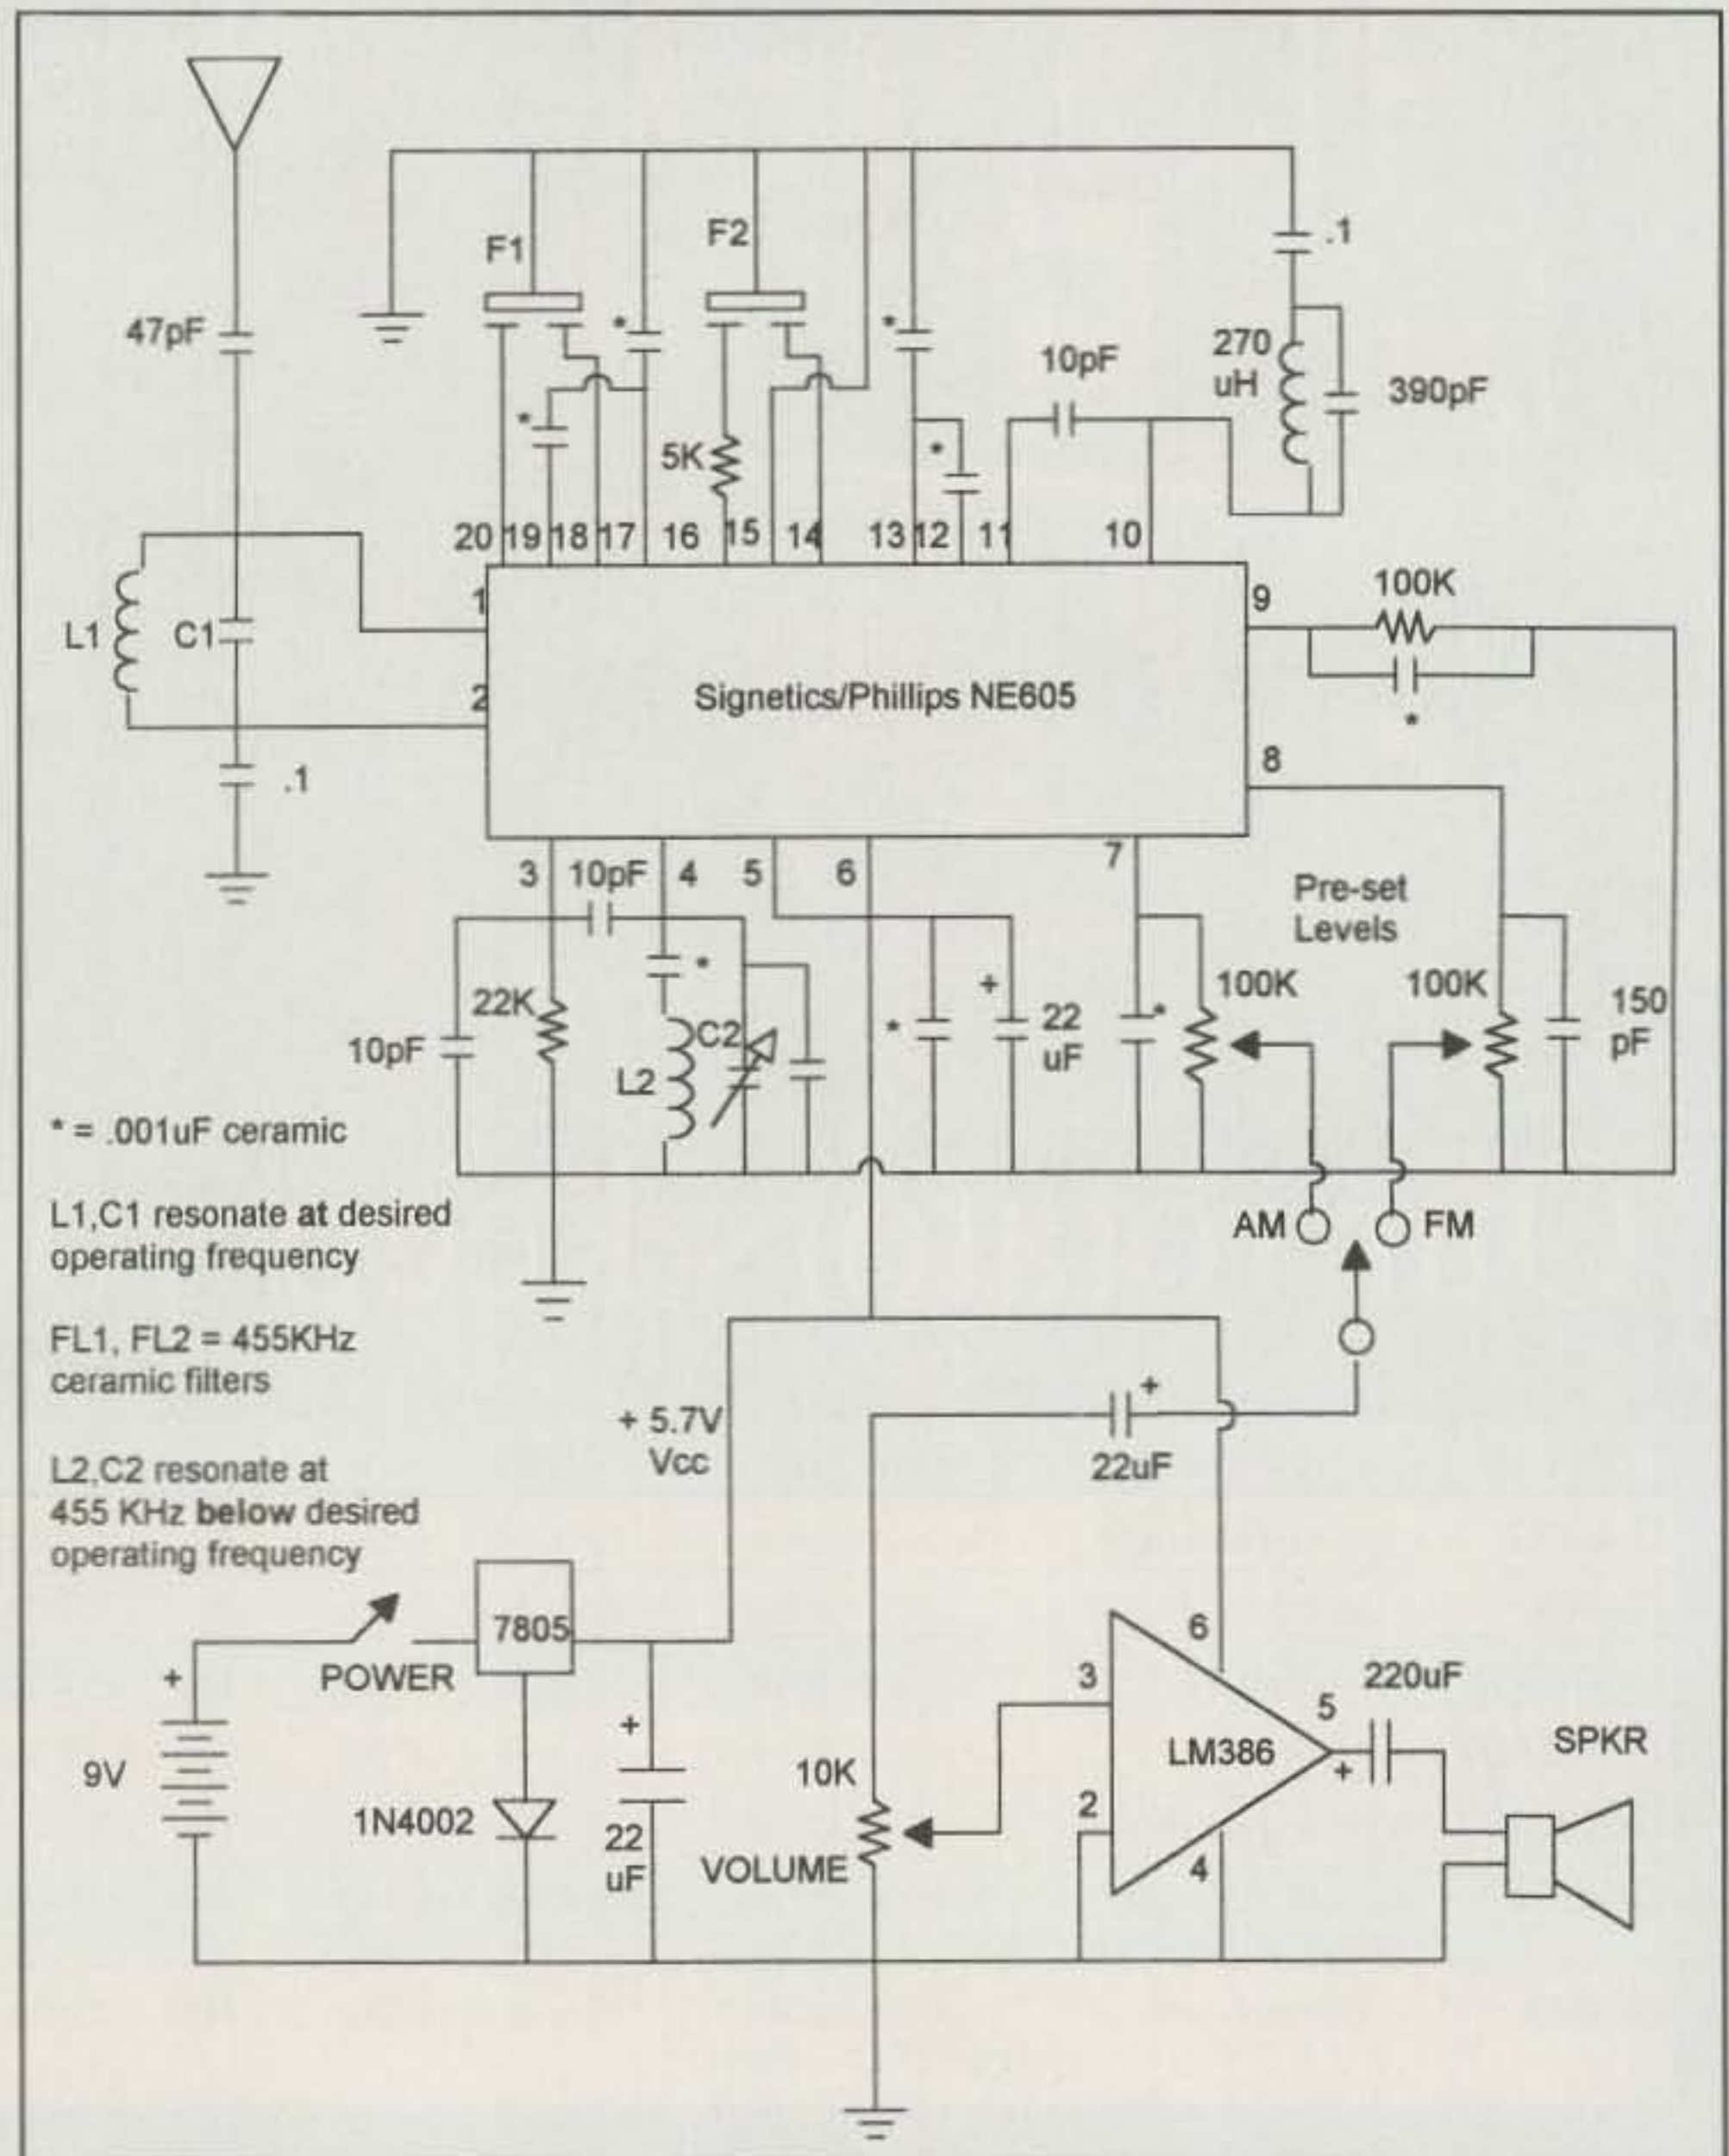 F1
F2
.1
47pF
*
*
10pF
270
uH
390pF
*
5K
*
20 19 18 17 16 15 14 13 12 11 10
1
9
100K
L1
C1
2
Signetics/Phillips NE605
*
8
.1
3
10pF
4
5
6
7
Pre-set
Levels
*
22K
C2
+
100K
100K
150
pF
10pF
L2
*
22
uF
*
* = .001uF ceramic
L1,C1 resonate at desired
operating frequency
AM
FM
FL1, FL2 = 455KHz
ceramic filters
+ 5.7V
Vcc
+
22uF
L2,C2 resonate at
455 KHz below desired
operating frequency
7805
POWER
+
9V
1N4002
+
22
uF
10K
VOLUME
3
6
2
LM386
4
5
+
220uF
SPKR